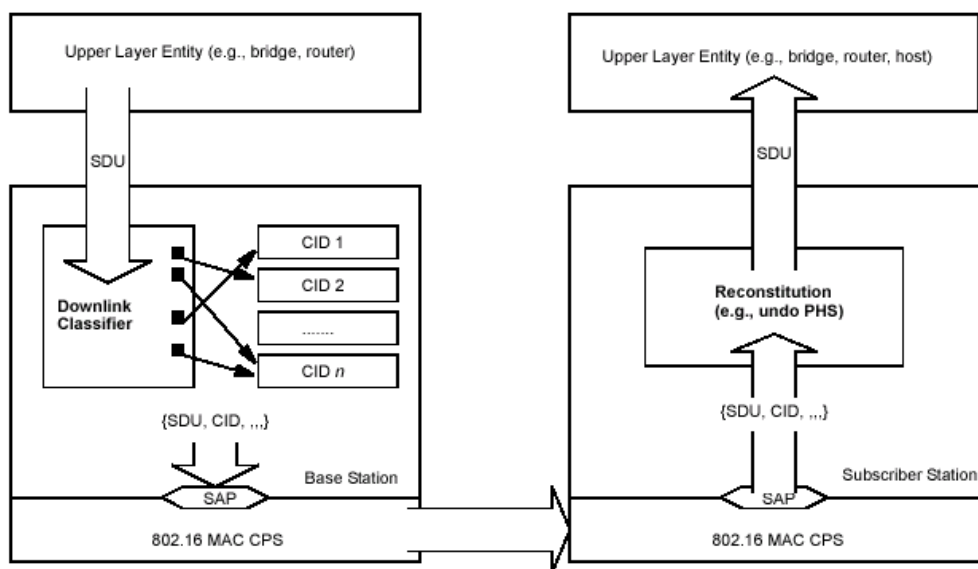 Upper Layer Entity (e.g., bridge, router)
SDU
Downlink
Classifier
CID 1
CID 2
.......
CID n
{SDU, CID, ,,,}
Base Station
SAP
802.16 MAC CPS
Upper Layer Entity (e.g., bridge, router, host)
SDU
Reconstitution
(e.g., undo PHS)
{SDU, CID, ,,,}
Subscriber Station
SAP
802.16 MAC CPS